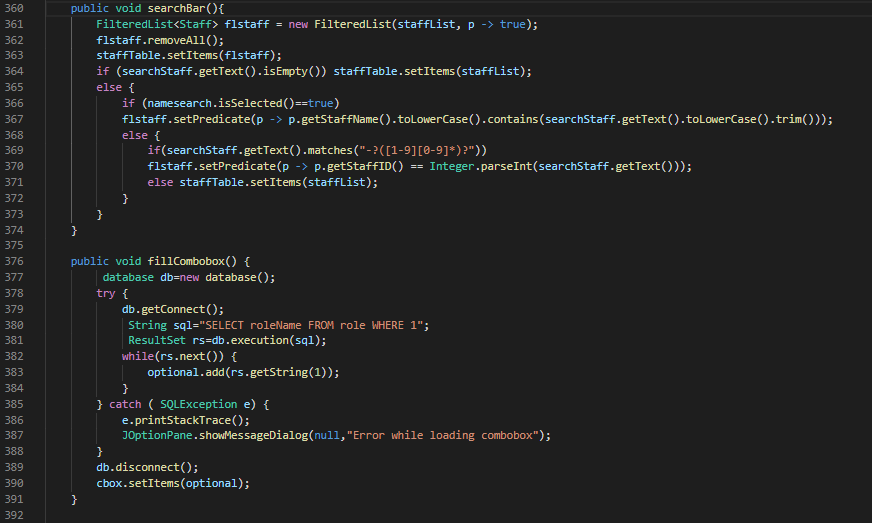 360 public void searchBar(){
361 FilteredList<Staff> flstaff = new FilteredList(staffList, p -> true);
362 flstaff.removeAll();
363 staffTable.setItems(flstaff);
364 if (searchStaff.getText().isEmpty()) staffTable.setItems(staffList);
365 else {
366 if (namesearch.isSelected()==true)
367 flstaff.setPredicate(p -> p.getStaffName().toLowerCase().contains(searchStaff.getText().toLowerCase().trim()));
368 else {
369 if(searchStaff.getText().matches("-?([1-9][0-9]*)?"))
370 flstaff.setPredicate(p -> p.getStaffID() == Integer.parseInt(searchStaff.getText()));
371 else staffTable.setItems(staffList);
372 }
373 }
374 }
375
376 public void fillCombobox() {
377 database db=new database();
378 try {
379 db.getConnect();
380 String sql="SELECT roleName FROM role WHERE 1";
381 ResultSet rs=db.execution(sql);
382 while(rs.next()) {
383 optional.add(rs.getString(1));
384 }
385 } catch ( SQLException e) {
386 e.printStackTrace();
387 JOptionPane.showMessageDialog(null,"Error while loading combobox");
388 }
389 db.disconnect();
390 cbox.setItems(optional);
391 }
392